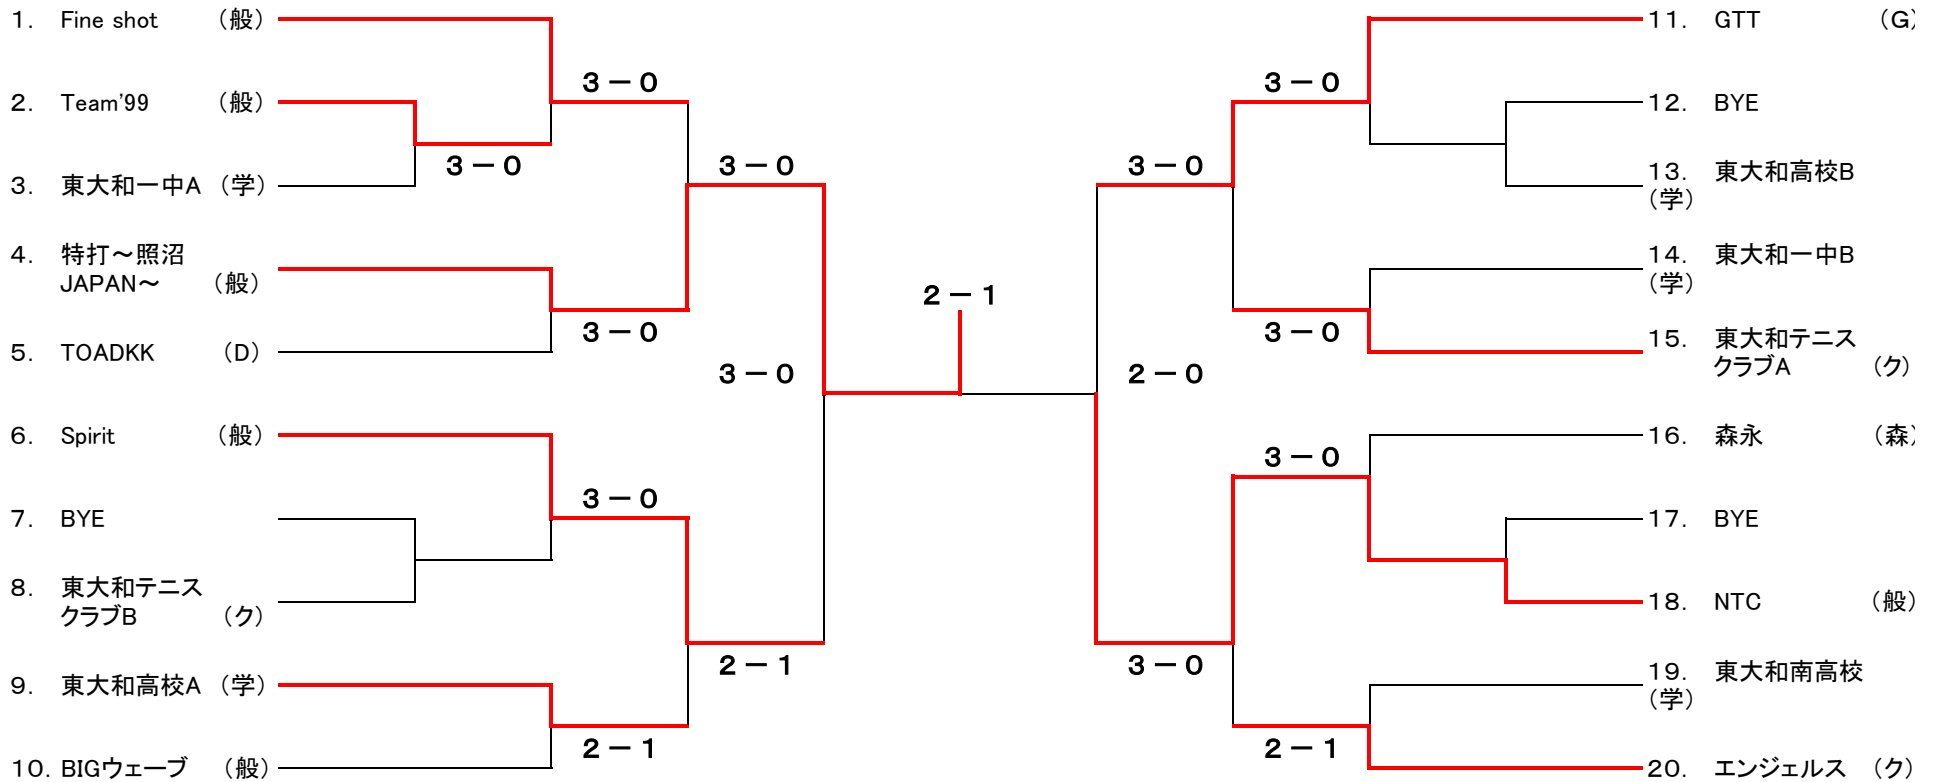 1. Fine shot （般）
2. Team'99 （般）
3. 東大和一中A （学）
4. 特打～照沼
JAPAN～ （般）
5. TOADKK （D）
6. Spirit （般）
7. BYE
8. 東大和テニス
クラブB （ク）
9. 東大和高校A （学）
10. BIGウェーブ （般）
3－0
3－0
3－0
3－0
3－0
3－0
2－1
2－1
2－1
3－0
3－0
3－0
2－0
3－0
3－0
2－1
11. GTT （G）
12. BYE
13. 東大和高校B
（学）
14. 東大和一中B
（学）
15. 東大和テニス
クラブA （ク）
16. 森永 （森）
17. BYE
18. NTC （般）
19. 東大和南高校
（学）
20. エンジェルス （ク）